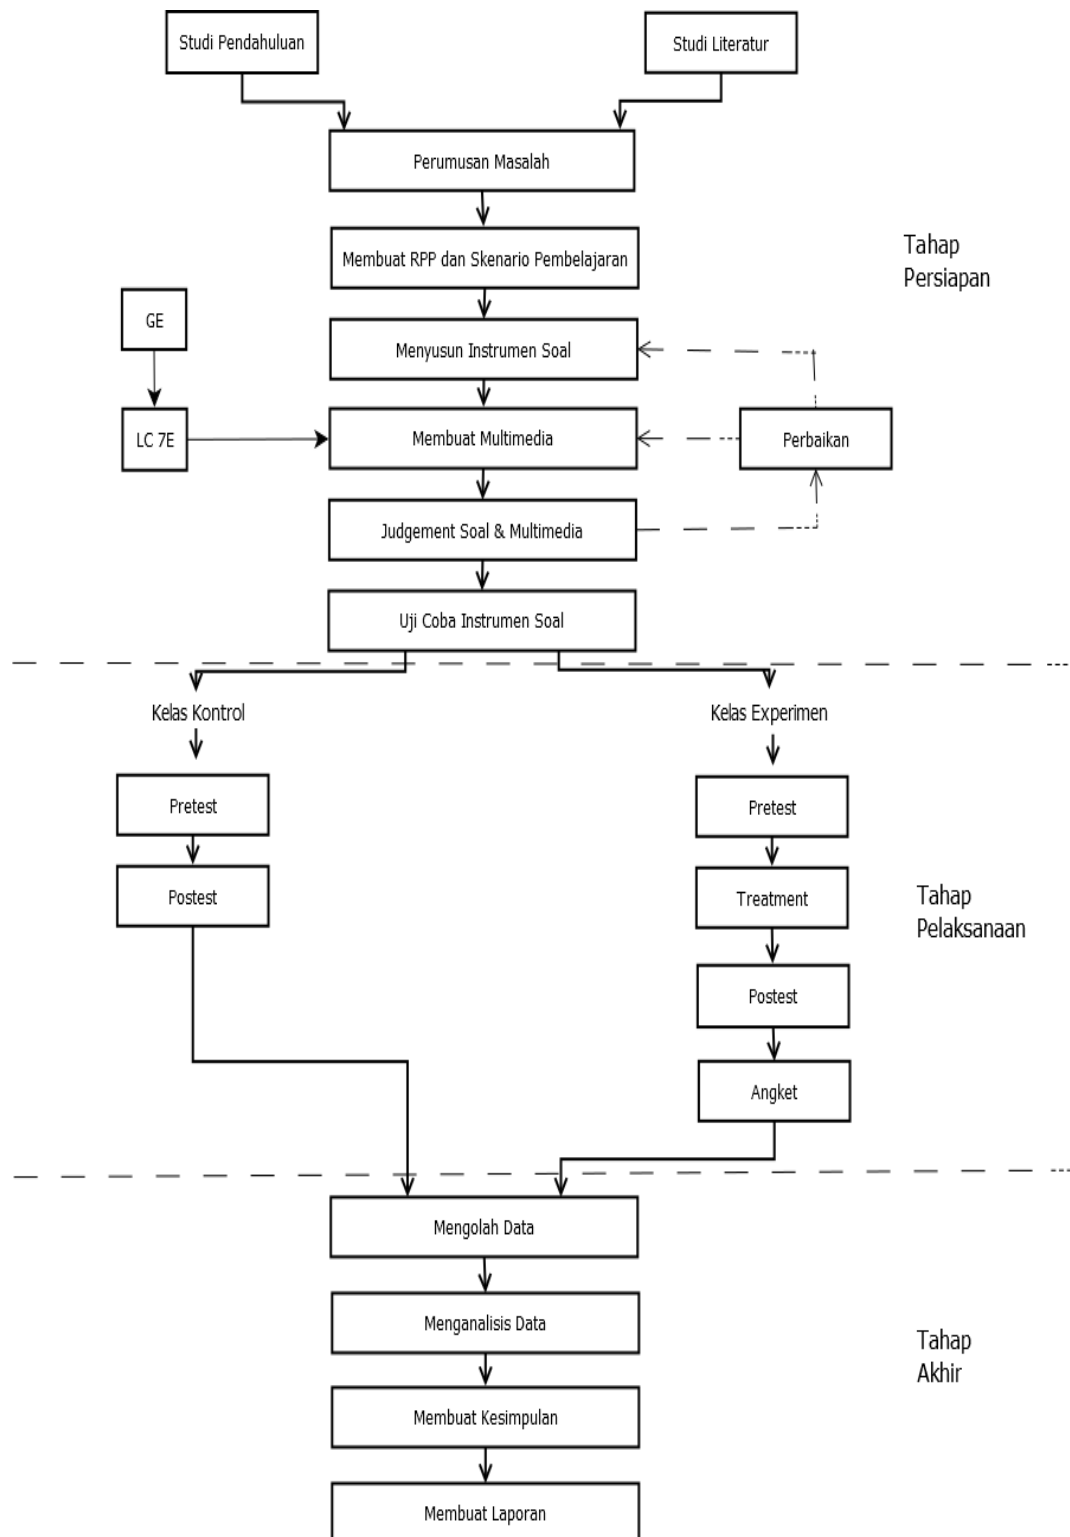 Studi Pendahuluan
Studi Literatur
Perumusan Masalah
Membuat RPP dan Skenario Pembelajaran
Tahap
Persiapan
GE
Menyusun Instrumen Soal
LC 7E
Membuat Multimedia
Perbaikan
Judgement Soal & Multimedia
Uji Coba Instrumen Soal
Kelas Kontrol
Kelas Experimen
Pretest
Pretest
Postest
Treatment
Tahap
Pelaksanaan
Postest
Angket
Mengolah Data
Menganalisis Data
Tahap
Akhir
Membuat Kesimpulan
Membuat Laporan